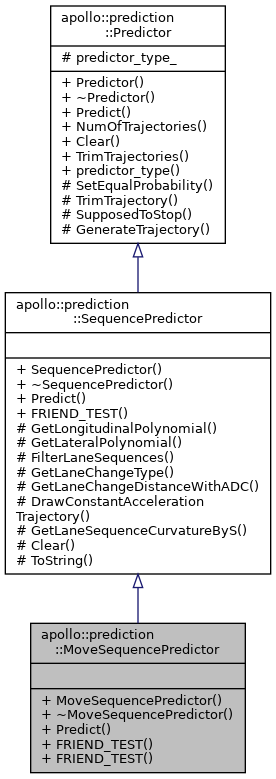 apollo::prediction
::Predictor
# predictor_type_
+ Predictor()
+ ~Predictor()
+ Predict()
+ NumOfTrajectories()
+ Clear()
+ TrimTrajectories()
+ predictor_type()
# SetEqualProbability()
# TrimTrajectory()
# SupposedToStop()
# GenerateTrajectory()
apollo::prediction
::SequencePredictor
+ SequencePredictor()
+ ~SequencePredictor()
+ Predict()
+ FRIEND_TEST()
# GetLongitudinalPolynomial()
# GetLateralPolynomial()
# FilterLaneSequences()
# GetLaneChangeType()
# GetLaneChangeDistanceWithADC()
# DrawConstantAcceleration
Trajectory()
# GetLaneSequenceCurvatureByS()
# Clear()
# ToString()
apollo::prediction
::MoveSequencePredictor
+ MoveSequencePredictor()
+ ~MoveSequencePredictor()
+ Predict()
+ FRIEND_TEST()
+ FRIEND_TEST()